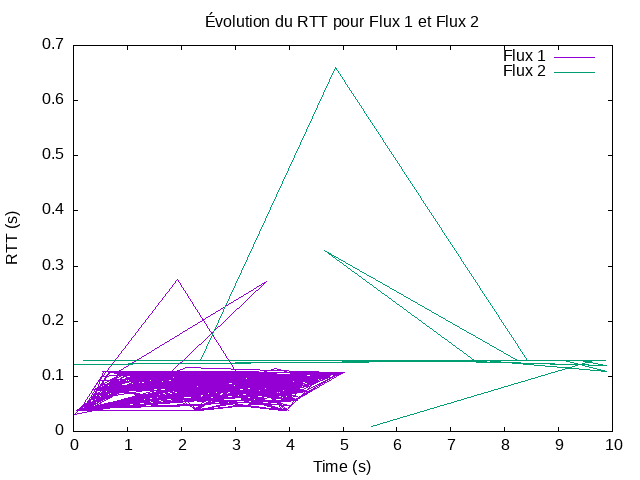 Évolution du RTT pour Flux 1 et Flux 2
Flux 1
Flux 2
0.7
0.6
0.5
0.4
0.3
0.2
0.1
0
RTT (s)
0 1 2 3 4 5 6 7 8 9 10
Time (s)